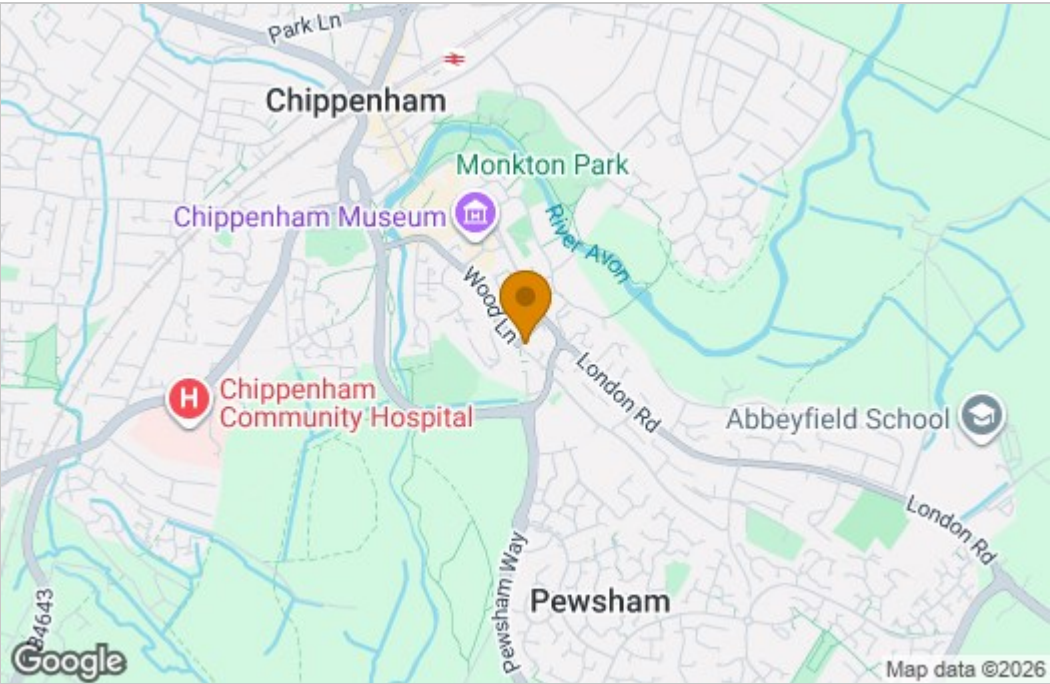 Park Ln
Chippenham
Monkton Park
Chippenham Museum
River Avon
Wood Ln
London Rd
Chippenham
Community Hospital
Abbeyfield School
London Rd
Pewsham Way
Pewsham
Google
Map data ©2026